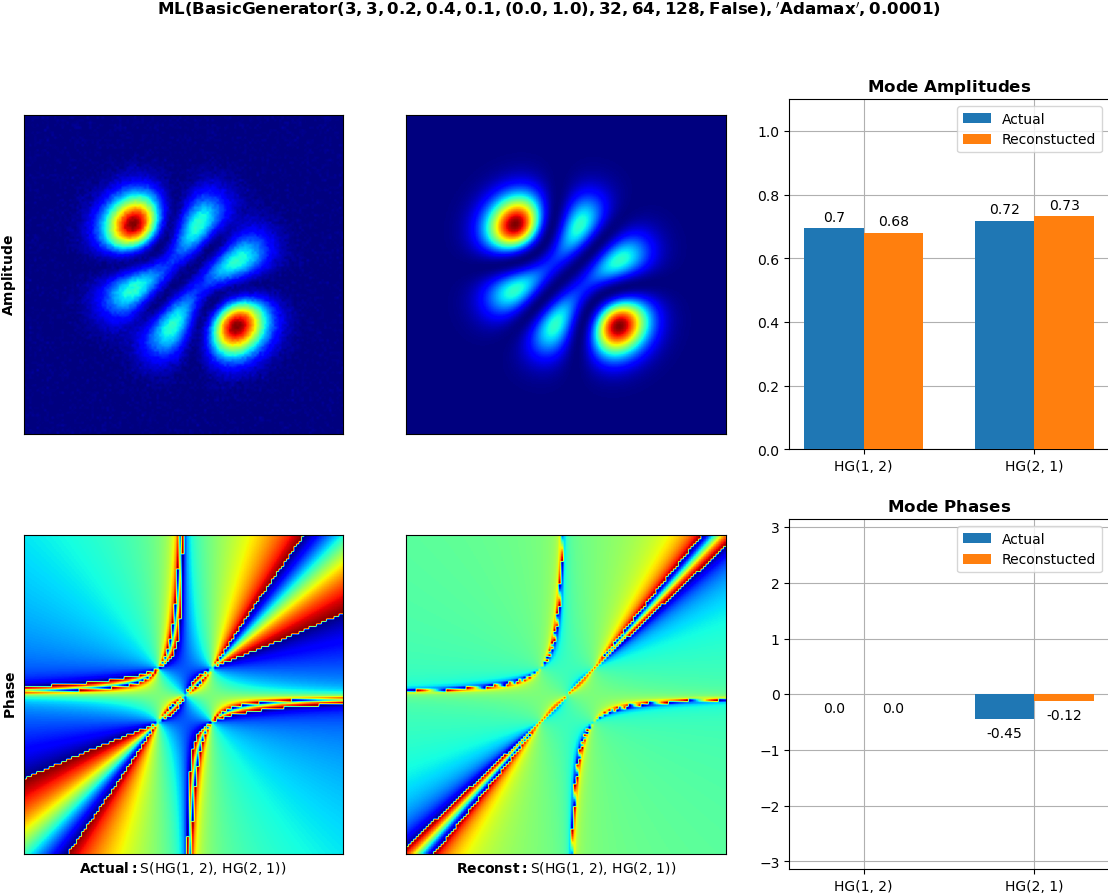 ML(BasicGenerator(3, 3, 0.2, 0.4, 0.1, (0.0, 1.0), 32, 64, 128, False), ′Adamax′, 0.0001)
Amplitude
Mode Amplitudes
Actual
Reconstucted
1.0
0.8
0.6
0.4
0.2
0.0
0.7
0.68
0.72
0.73
HG(1, 2)
HG(2, 1)
Phase
Actual: S(HG(1, 2), HG(2, 1))
Reconst: S(HG(1, 2), HG(2, 1))
Mode Phases
Actual
Reconstucted
3
2
1
0
−1
−2
−3
0.0
0.0
-0.45
-0.12
HG(1, 2)
HG(2, 1)